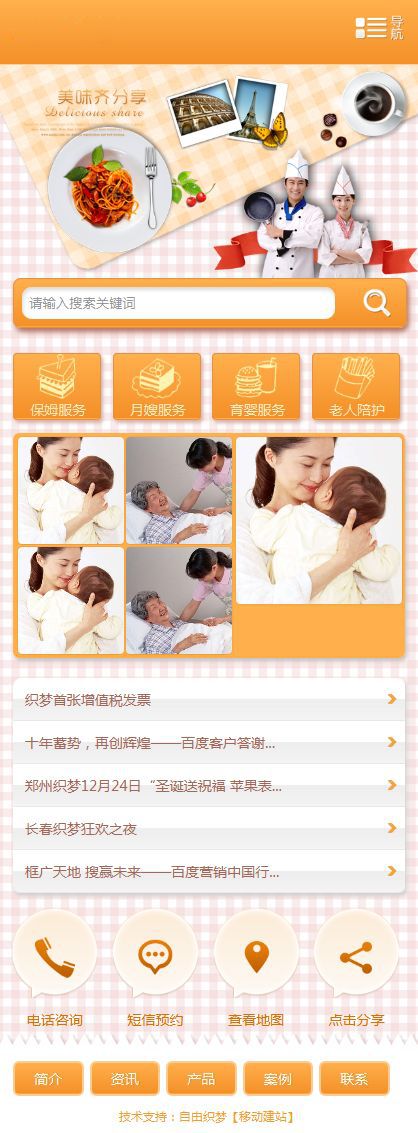 导航
美味齐分享
Delicious share
请输入搜索关键词
保姆服务
月嫂服务
育婴服务
老人陪护
织梦首张增值税发票
十年蓄势，再创辉煌——百度客户答谢...
郑州织梦12月24日“圣诞送祝福 苹果表...
长春织梦狂欢之夜
框广天地 搜赢未来——百度营销中国行...
电话咨询
短信预约
查看地图
点击分享
简介
资讯
产品
案例
联系
技术支持：自由织梦【移动建站】